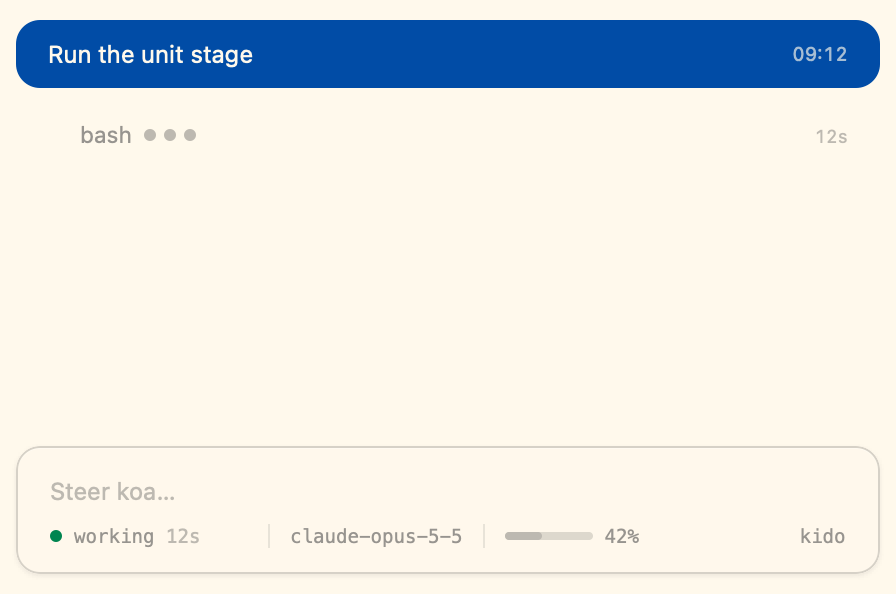 Run the unit stage 09:12
bash 12s
Steer koa...
working 12s claude-opus-5-5 42% kido